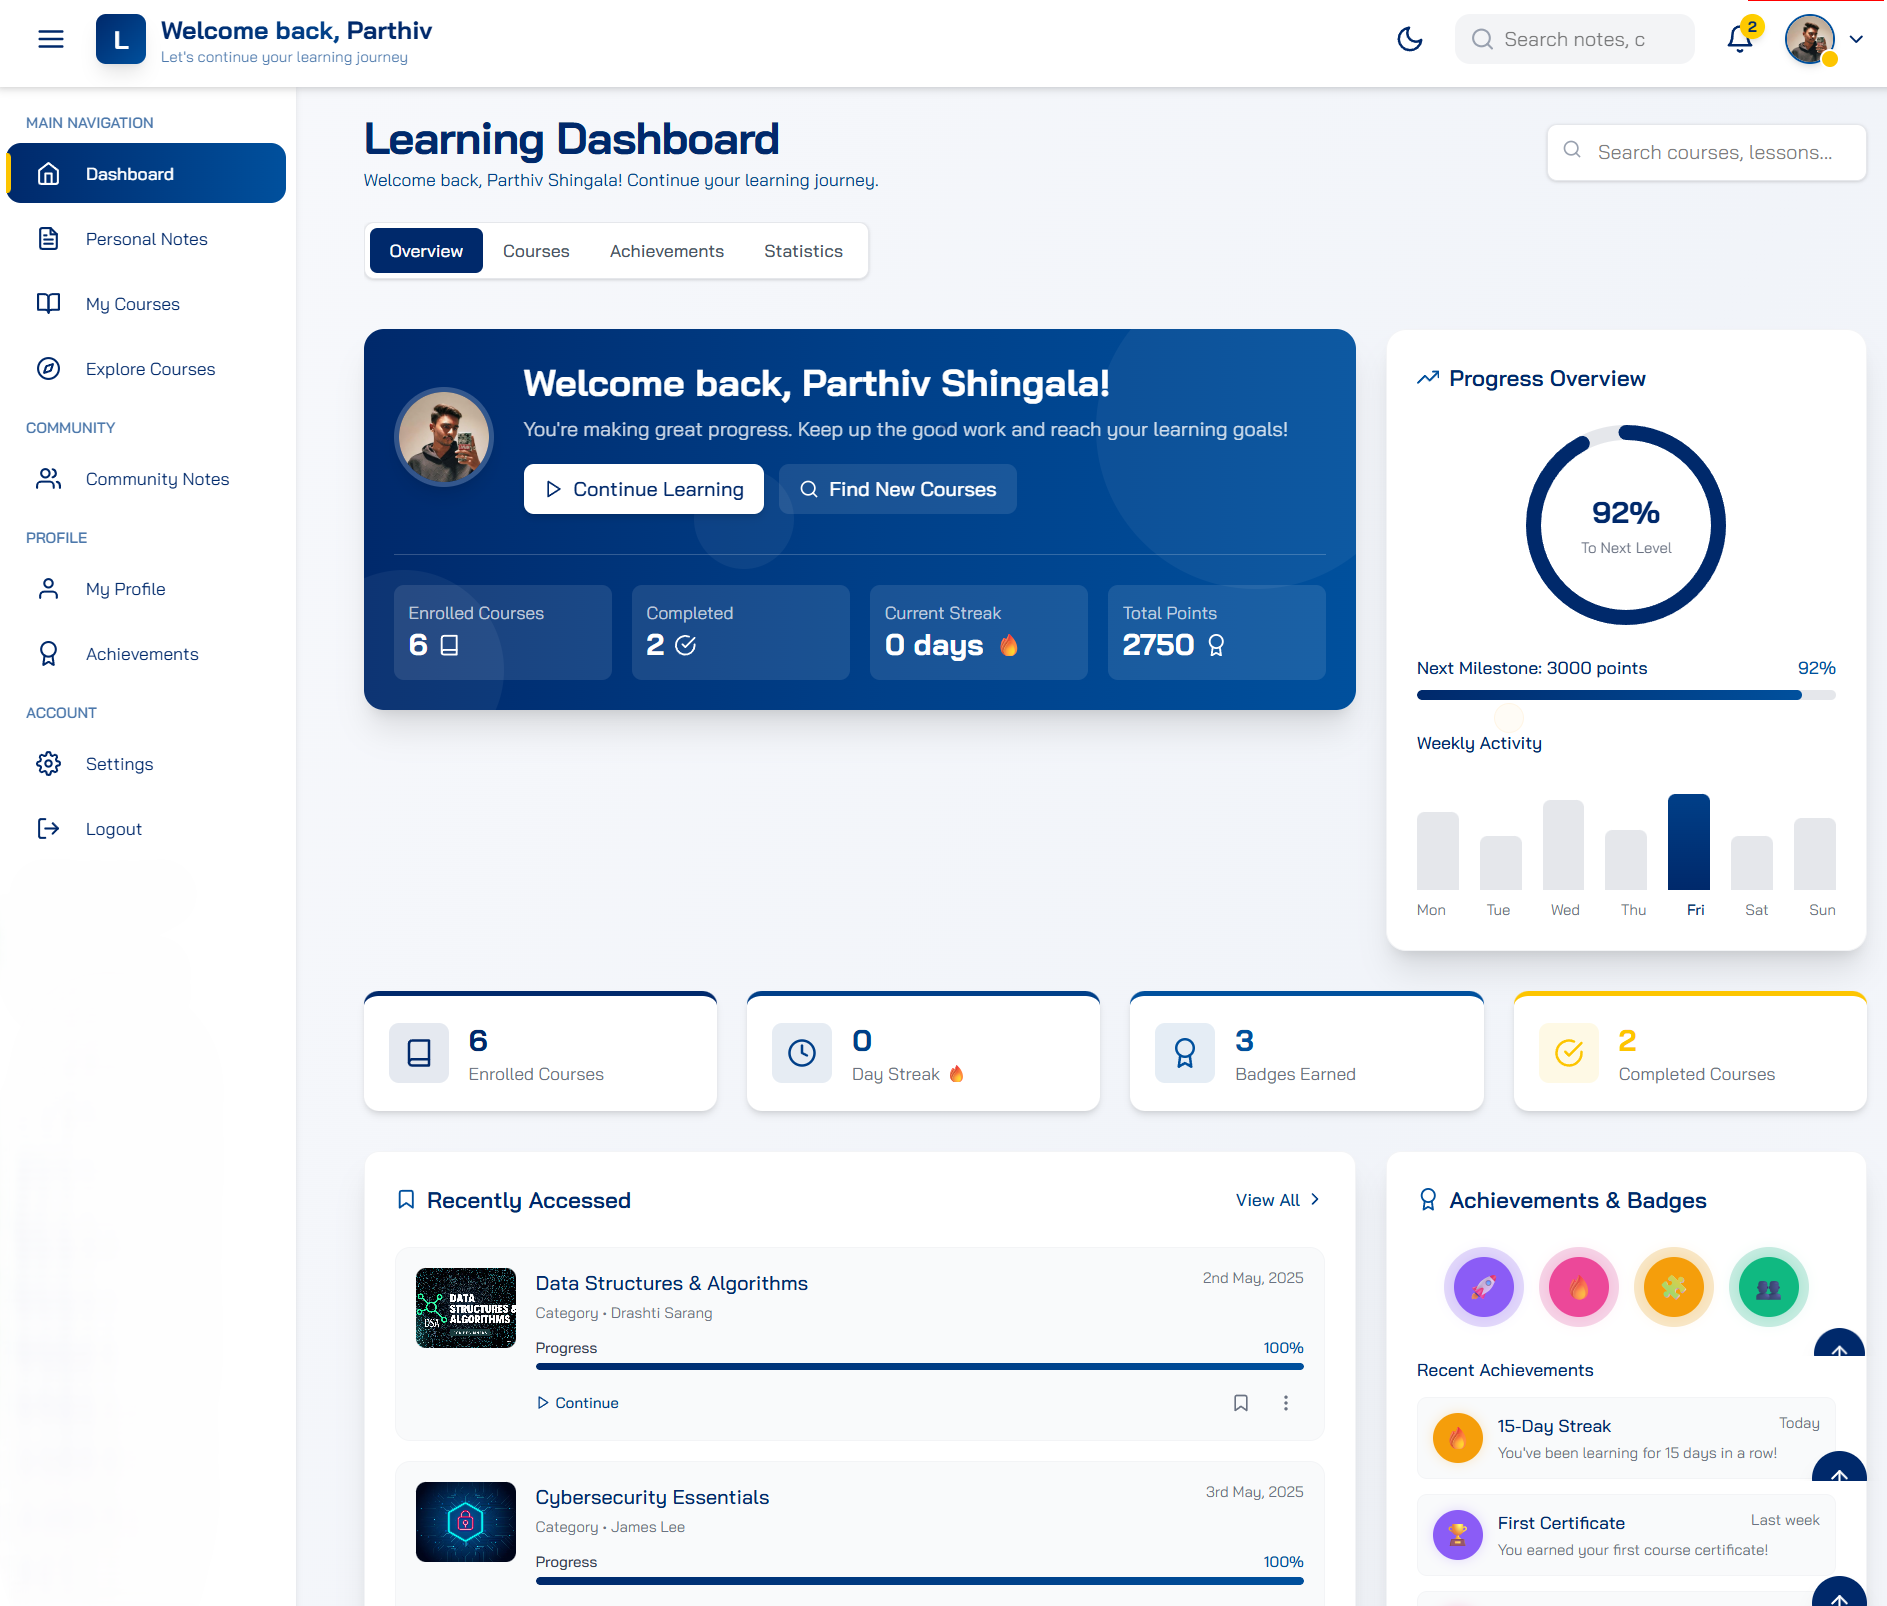 L
Welcome back, Parthiv
Let's continue your learning journey
Search notes, c
2
MAIN NAVIGATION
Dashboard
Personal Notes
My Courses
Explore Courses
COMMUNITY
Community Notes
PROFILE
My Profile
Achievements
ACCOUNT
Settings
Logout
Learning Dashboard
Welcome back, Parthiv Shingala! Continue your learning journey.
Search courses, lessons...
Overview
Courses
Achievements
Statistics
Welcome back, Parthiv Shingala!
You're making great progress. Keep up the good work and reach your learning goals!
Continue Learning
Find New Courses
Enrolled Courses
6
Completed
2
Current Streak
0 days
Total Points
2750
Progress Overview
92%
To Next Level
Next Milestone: 3000 points
92%
Weekly Activity
Mon
Tue
Wed
Thu
Fri
Sat
Sun
6
Enrolled Courses
0
Day Streak
3
Badges Earned
2
Completed Courses
Recently Accessed
View All
DATA
STRUCTURES &
ALGORITHMS
DSA
Data Structures & Algorithms
2nd May, 2025
Category • Drashti Sarang
Progress
100%
Continue
Cybersecurity Essentials
3rd May, 2025
Category • James Lee
Progress
100%
Achievements & Badges
Recent Achievements
15-Day Streak
Today
You've been learning for 15 days in a row!
First Certificate
Last week
You earned your first course certificate!